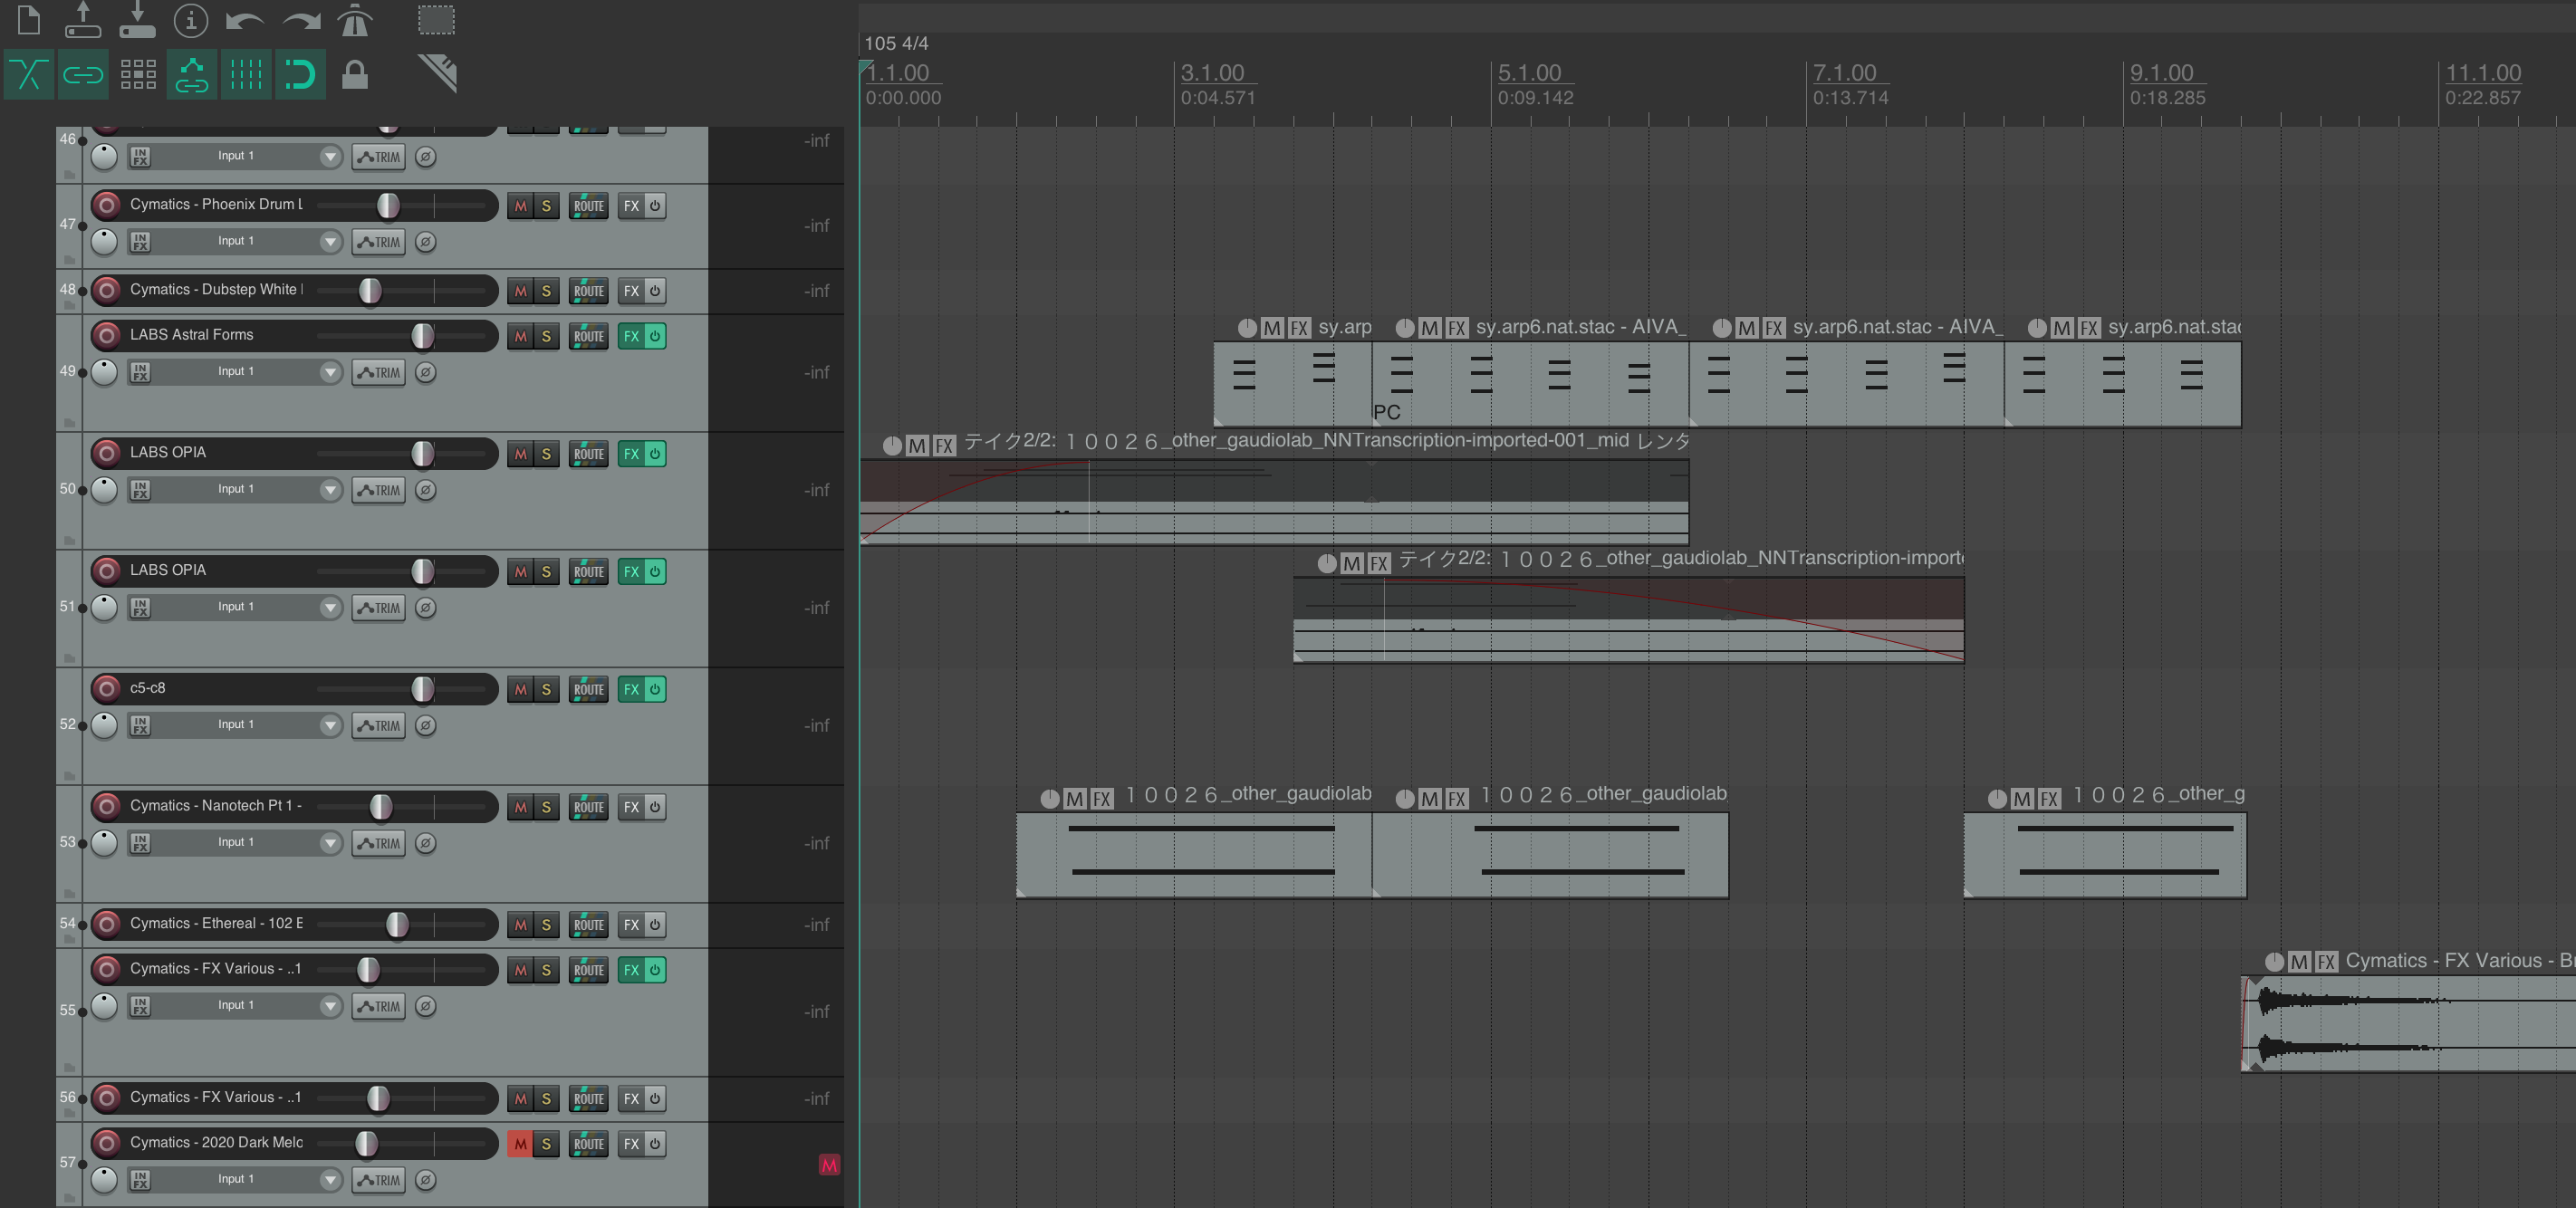 105 4/4
1.1.00 3.1.00 5.1.00 7.1.00 9.1.00 11.1.00
0:00.000 0:04.571 0:09.142 0:13.714 0:18.285 0:22.857
46 -inf
IN FX Input 1 TRIM
47 Cymatics - Phoenix Drum L M S ROUTE FX -inf
IN FX Input 1 TRIM
48 Cymatics - Dubstep White M S ROUTE FX -inf
M FX sy.arp M FX sy.arp6.nat.stac - AIVA_ M FX sy.arp6.nat.stac - AIVA_ M FX sy.arp6.nat.stac
49 LABS Astral Forms M S ROUTE FX -inf
IN FX Input 1 TRIM
PC
M FX テイク2/2: １００２６_other_gaudiolab_NNTranscription-imported-001_mid レンダ
50 LABS OPIA M S ROUTE FX -inf
IN FX Input 1 TRIM
M FX テイク2/2: １００２６_other_gaudiolab_NNTranscription-importe
51 LABS OPIA M S ROUTE FX -inf
IN FX Input 1 TRIM
52 c5-c8 M S ROUTE FX -inf
IN FX Input 1 TRIM
M FX １００２６_other_gaudiolab M FX １００２６_other_gaudiolab M FX １００２６_other_g
53 Cymatics - Nanotech Pt 1 - M S ROUTE FX -inf
IN FX Input 1 TRIM
54 Cymatics - Ethereal - 102 E M S ROUTE FX -inf
M FX Cymatics - FX Various - Br
55 Cymatics - FX Various - ..1 M S ROUTE FX -inf
IN FX Input 1 TRIM
56 Cymatics - FX Various - ..1 M S ROUTE FX -inf
57 Cymatics - 2020 Dark Melo M S ROUTE FX M
IN FX Input 1 TRIM